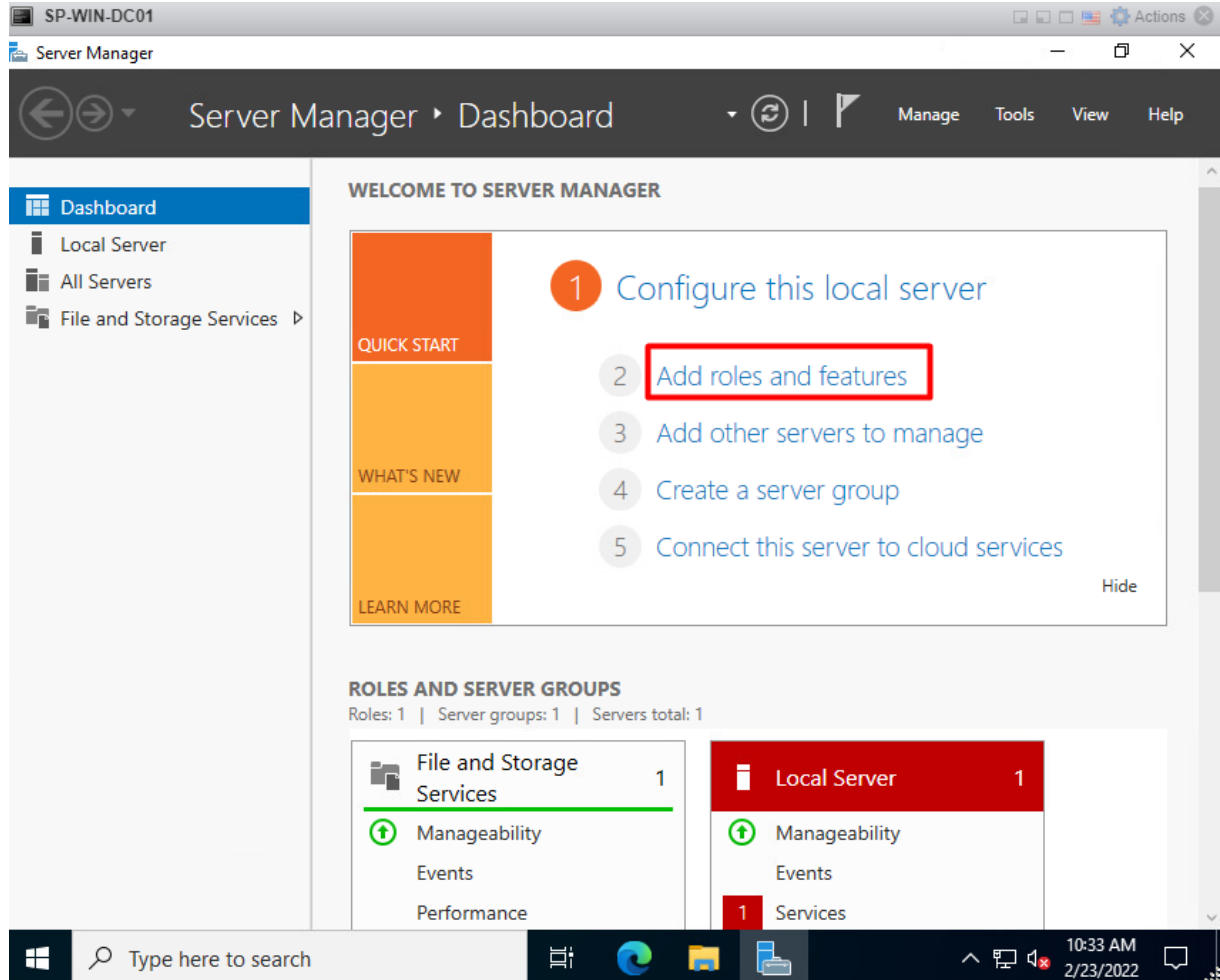 SP-WIN-DC01
Actions
Server Manager
Server Manager ‣ Dashboard
Manage Tools View Help
Dashboard
Local Server
All Servers
File and Storage Services
WELCOME TO SERVER MANAGER
QUICK START
WHAT'S NEW
LEARN MORE
1 Configure this local server
2 Add roles and features
3 Add other servers to manage
4 Create a server group
5 Connect this server to cloud services
Hide
ROLES AND SERVER GROUPS
Roles: 1 | Server groups: 1 | Servers total: 1
File and Storage
Services
1
Manageability
Events
Performance
Local Server 1
Manageability
Events
1 Services
Type here to search
10:33 AM
2/23/2022